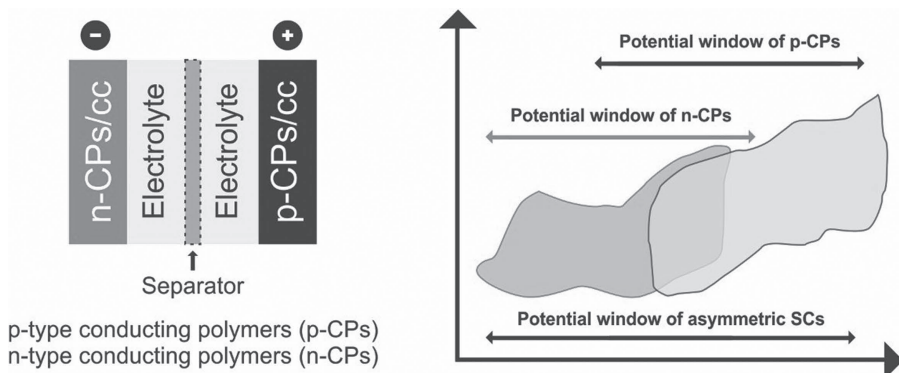 −
+
n-CPs/cc
Electrolyte
Electrolyte
p-CPs/cc
Separator
p-type conducting polymers (p-CPs)
n-type conducting polymers (n-CPs)
Potential window of p-CPs
Potential window of n-CPs
Potential window of asymmetric SCs